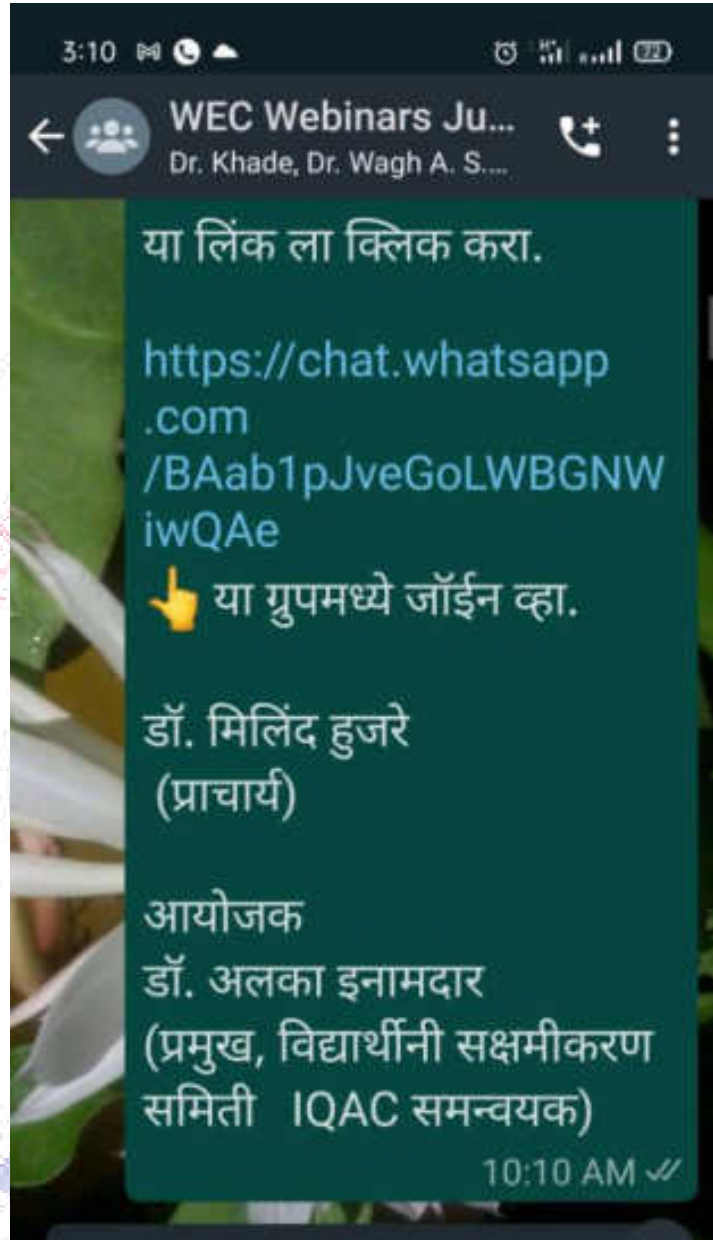 3:10
72
WEC Webinars Ju...
Dr. Khade, Dr. Wagh A. S....
या लिंक ला क्लिक करा.
https://chat.whatsapp
.com
/BAab1pJveGoLWBGNW
iwQAe
👆 या ग्रुपमध्ये जॉईन व्हा.
डॉ. मिलिंद हुजरे
(प्राचार्य)
आयोजक
डॉ. अलका इनामदार
(प्रमुख, विद्यार्थीनी सक्षमीकरण
समिती IQAC समन्वयक)
10:10 AM